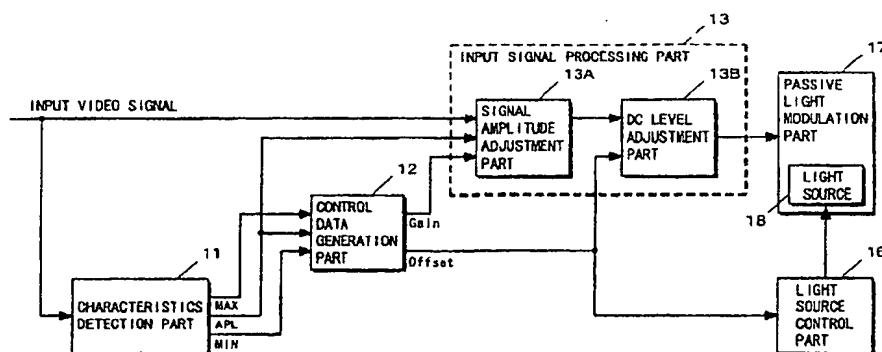 13
INPUT SIGNAL PROCESSING PART
13A
13B
17
INPUT VIDEO SIGNAL
SIGNAL
AMPLITUDE
ADJUSTMENT
PART
DC LEVEL
ADJUSTMENT
PART
PASSIVE
LIGHT
MODULATION
PART
LIGHT
SOURCE
18
12
CONTROL
DATA
GENERATION
PART
Gain
Offset
11
CHARACTERISTICS
DETECTION PART
MAX
APL
MIN
16
LIGHT
SOURCE
CONTROL
PART